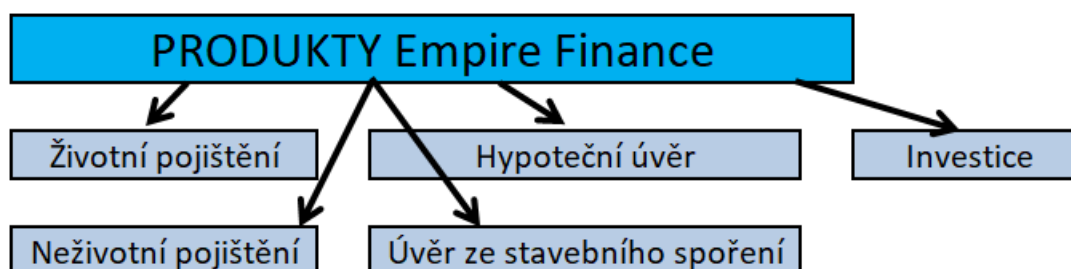 PRODUKTY Empire Finance
Životní pojištění
Hypoteční úvěr
Investice
Neživotní pojištění
Úvěr ze stavebního spoření